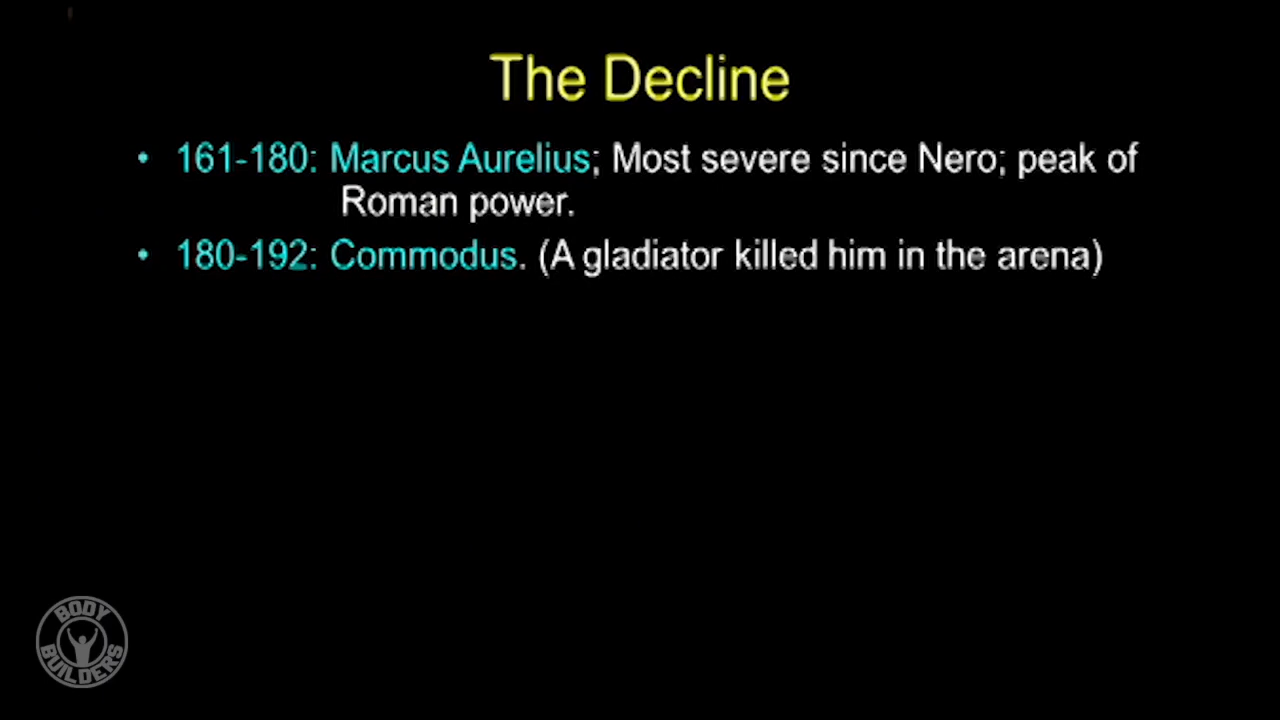 The Decline
• 161-180: Marcus Aurelius; Most severe since Nero; peak of
Roman power.
• 180-192: Commodus. (A gladiator killed him in the arena)
BODY
BUILDERS